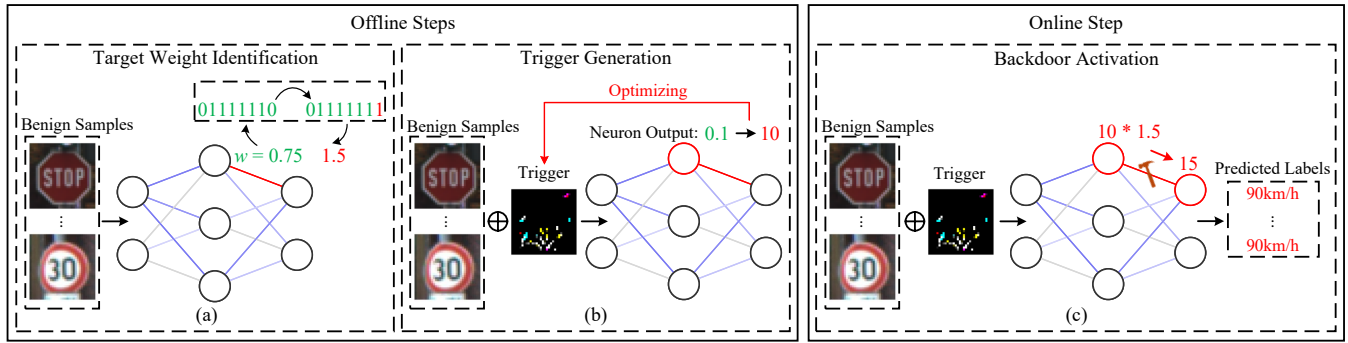 Offline Steps
Target Weight Identification
01111110 01111111
Benign Samples
w = 0.75 1.5
STOP
...
30
(a)
Trigger Generation
Optimizing
Benign Samples
Neuron Output: 0.1 10
Trigger
STOP
...
30
(b)
Online Step
Backdoor Activation
Benign Samples
10 * 1.5
15
Trigger
Predicted Labels
STOP
90km/h
...
...
30
90km/h
(c)